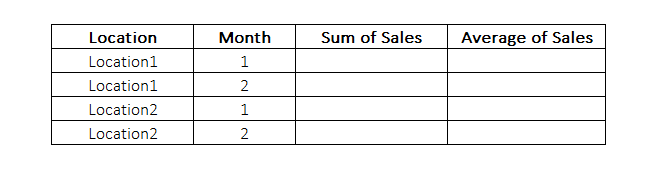 Location Month Sum of Sales Average of Sales
Location1 1
Location1 2
Location2 1
Location2 2